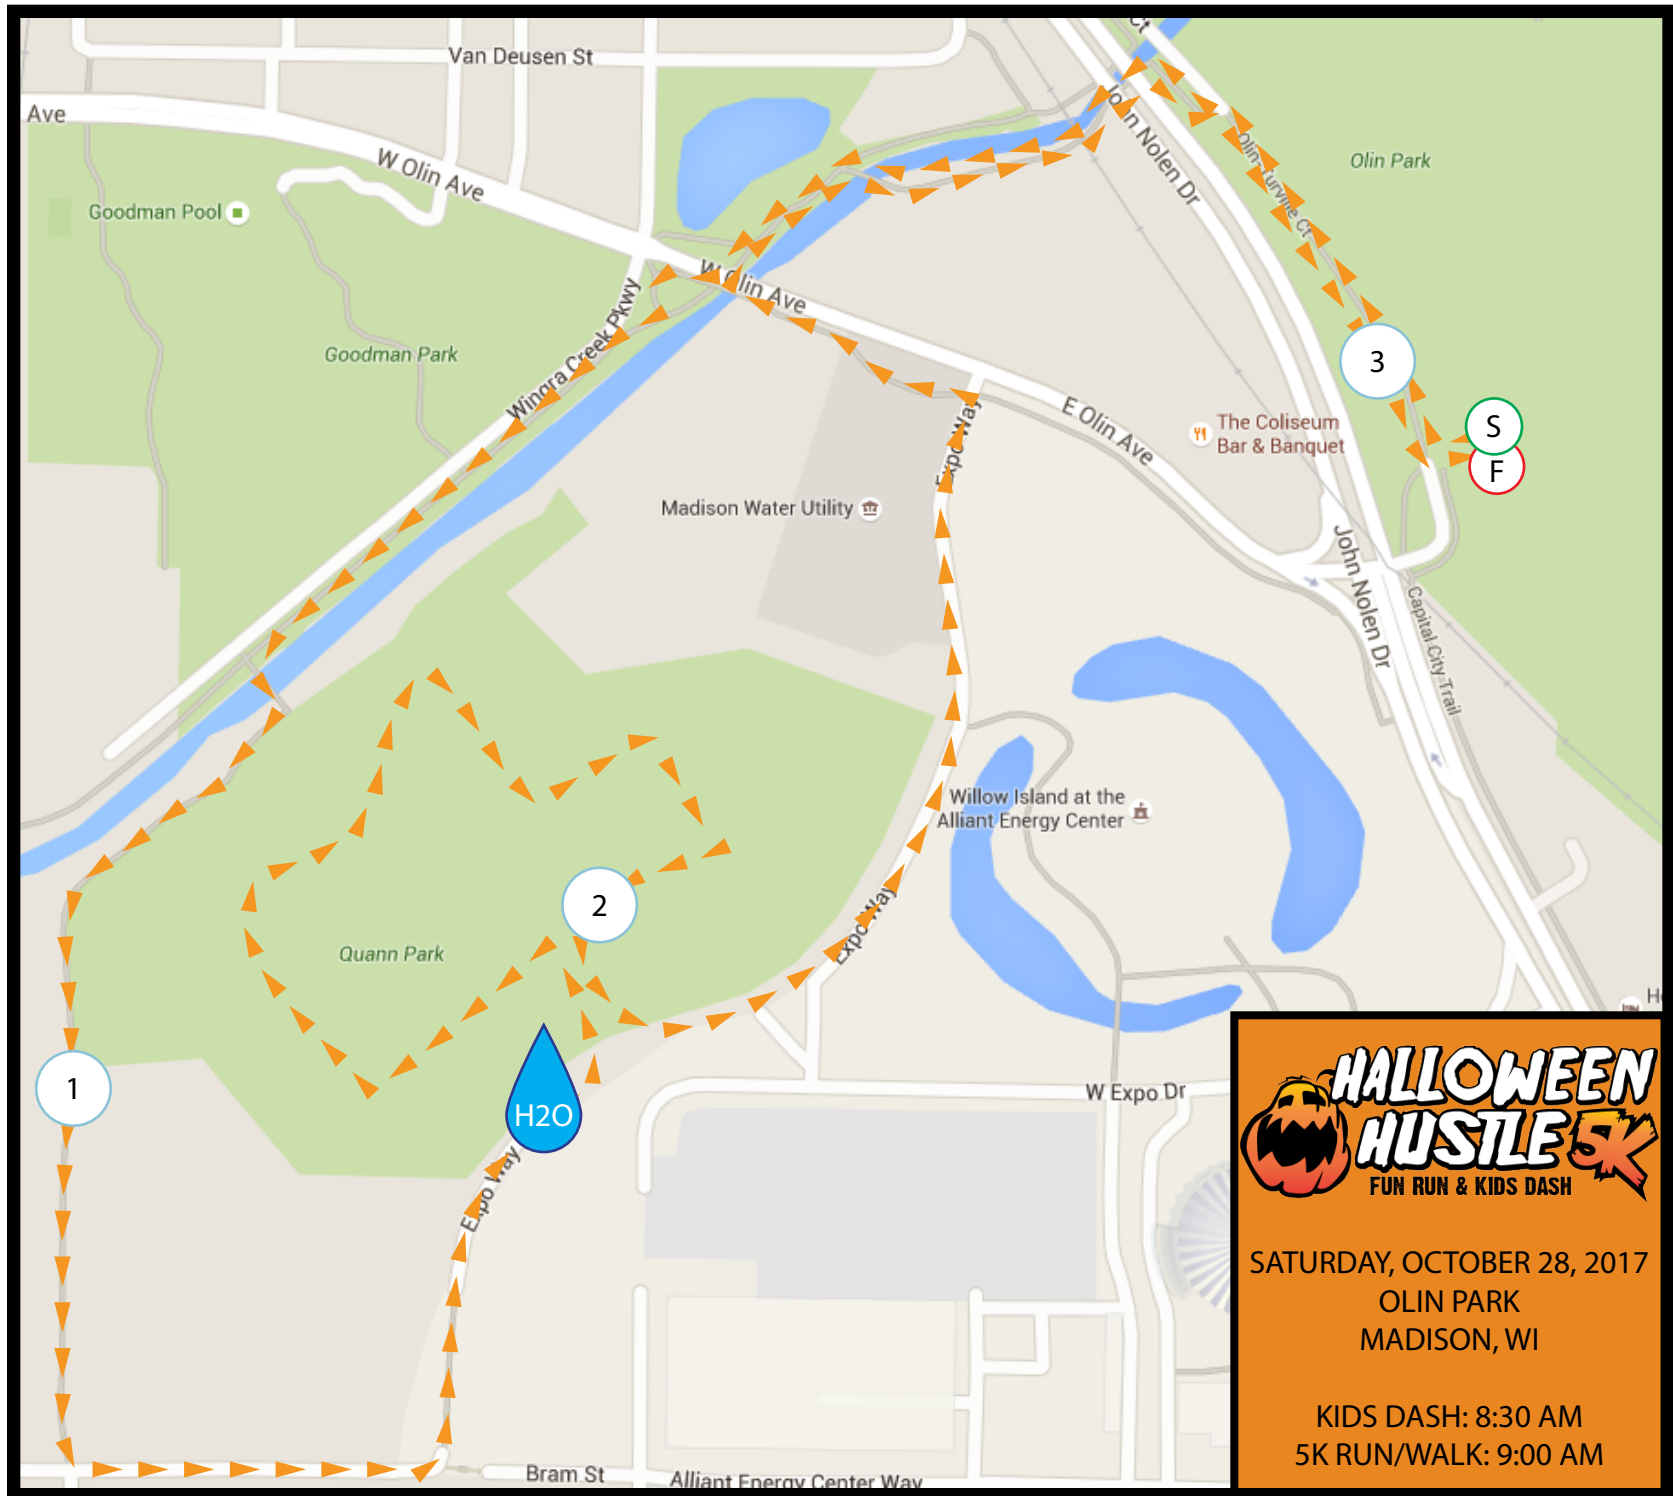 Ct
Van Deusen St
Ave
W Olin Ave
John Nolen Dr
Olin-Turville Ct
Olin Park
Goodman Pool
W Olin Ave
Goodman Park
Wingra Creek Pkwy
3
E Olin Ave
The Coliseum
Bar & Banquet
S
F
Expo Way
Madison Water Utility
John Nolen Dr
Capital City Trail
Willow Island at the
Alliant Energy Center
2
Expo Way
Quann Park
1
H2O
W Expo Dr
Expo Way
Bram St
Alliant Energy Center Way
HALLOWEEN
HUSTLE 5K
FUN RUN & KIDS DASH
SATURDAY, OCTOBER 28, 2017
OLIN PARK
MADISON, WI
KIDS DASH: 8:30 AM
5K RUN/WALK: 9:00 AM